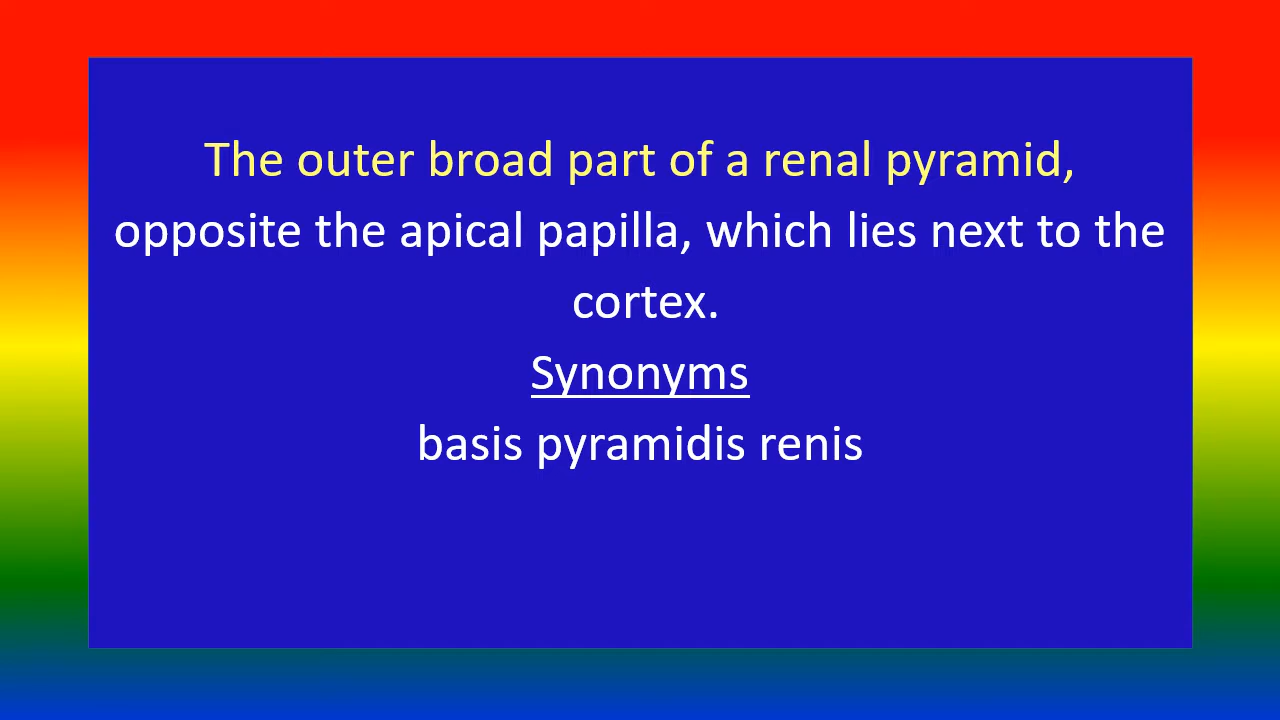 The outer broad part of a renal pyramid,
opposite the apical papilla, which lies next to the
cortex.
Synonyms
basis pyramidis renis